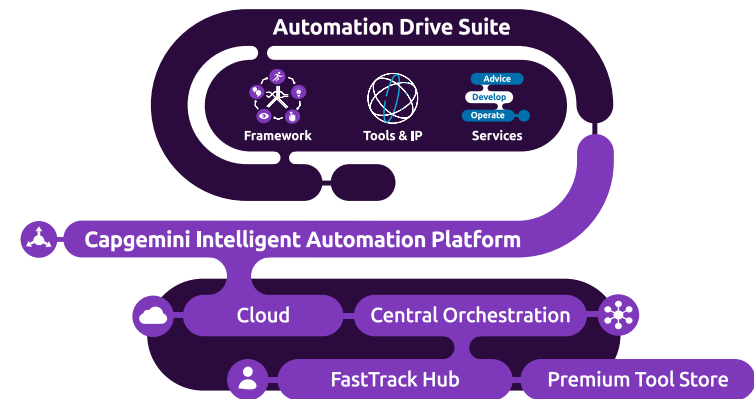 Automation Drive Suite
Framework
Tools & IP
Advice
Develop
Operate
Services
Capgemini Intelligent Automation Platform
Cloud
Central Orchestration
FastTrack Hub
Premium Tool Store